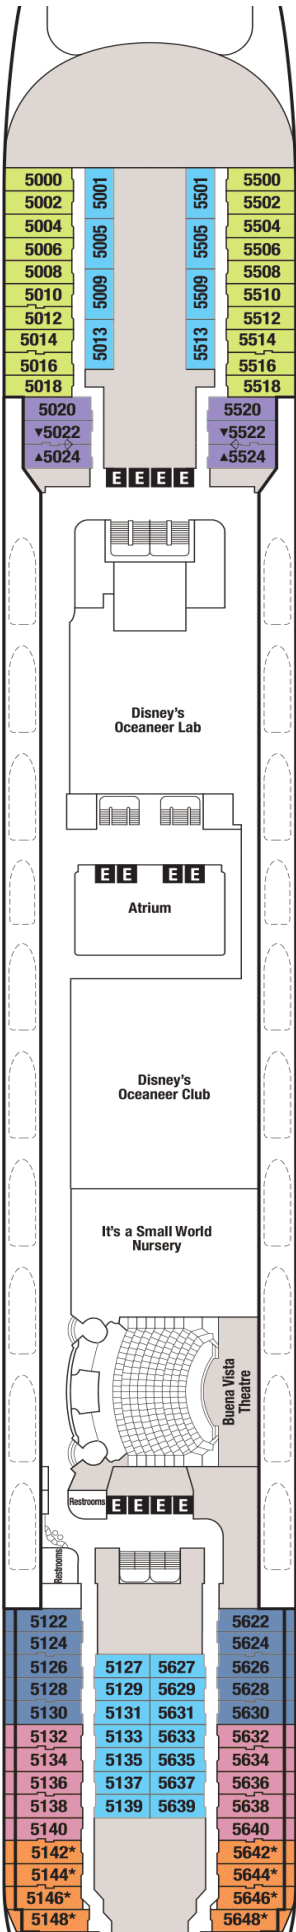 5000 5001 5501 5500
5002 5502
5004 5005 5505 5504
5006 5506
5008 5508
5010 5009 5509 5510
5012 5512
5014 5013 5513 5514
5016 5516
5018 5518
5020 5520
▼5022 ▼5522
▲5024 ▲5524
E E E E
Disney's
Oceaneer Lab
E E E E
Atrium
Disney's
Oceaneer Club
It's a Small World
Nursery
Buena Vista
Theatre
Restrooms E E E E
Restrooms
5122 5622
5124 5624
5126 5127 5627 5626
5128 5129 5629 5628
5130 5131 5631 5630
5132 5133 5633 5632
5134 5135 5635 5634
5136 5137 5637 5636
5138 5139 5639 5638
5140 5640
5142* 5642*
5144* 5644*
5146* 5646*
5148* 5648*